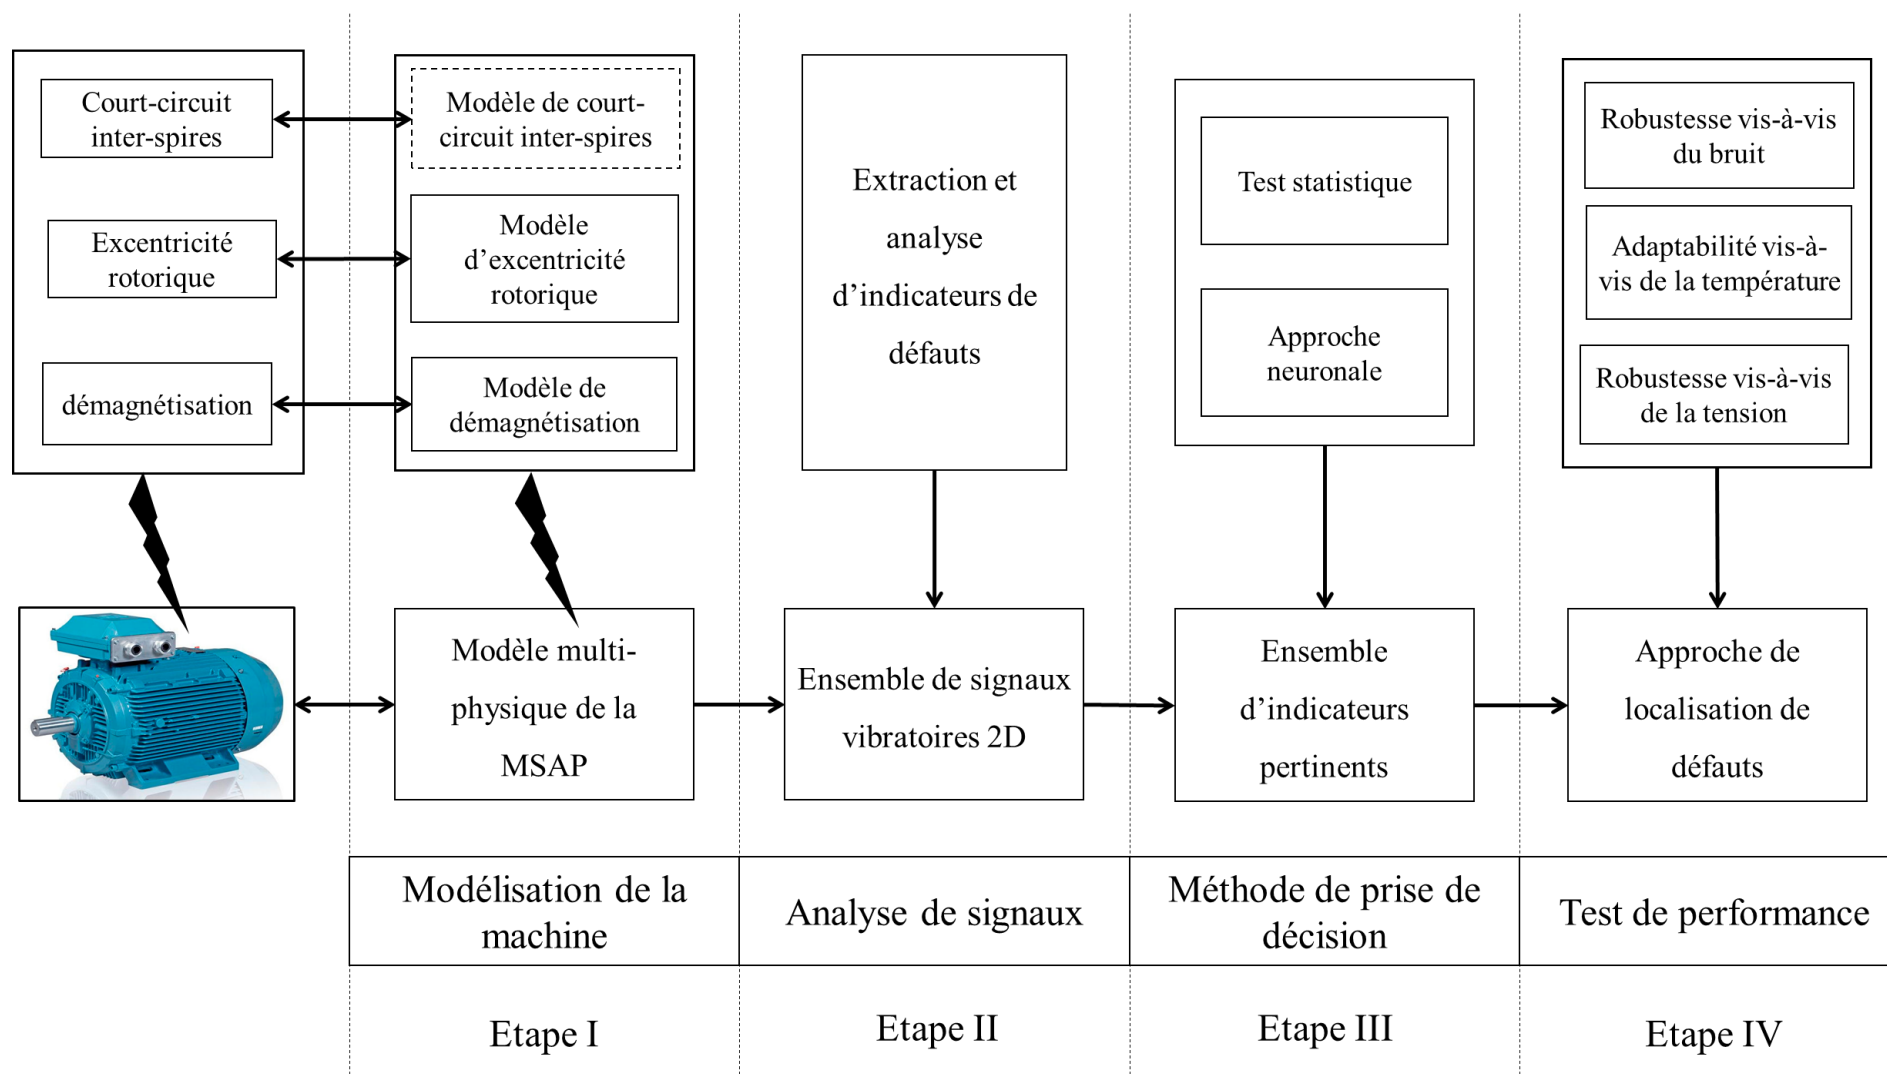 Court-circuit
inter-spires
Excentricité
rotorique
démagnétisation
Modèle de court-
circuit inter-spires
Modèle
d’excentricité
rotorique
Modèle de
démagnétisation
Extraction et
analyse
d’indicateurs de
défauts
Test statistique
Approche
neuronale
Robustesse vis-à-vis
du bruit
Adaptabilité vis-à-
vis de la température
Robustesse vis-à-vis
de la tension
Modèle multi-
physique de la
MSAP
Ensemble de signaux
vibratoires 2D
Ensemble
d’indicateurs
pertinents
Approche de
localisation de
défauts
Modélisation de la
machine
Analyse de signaux
Méthode de prise de
décision
Test de performance
Etape I
Etape II
Etape III
Etape IV